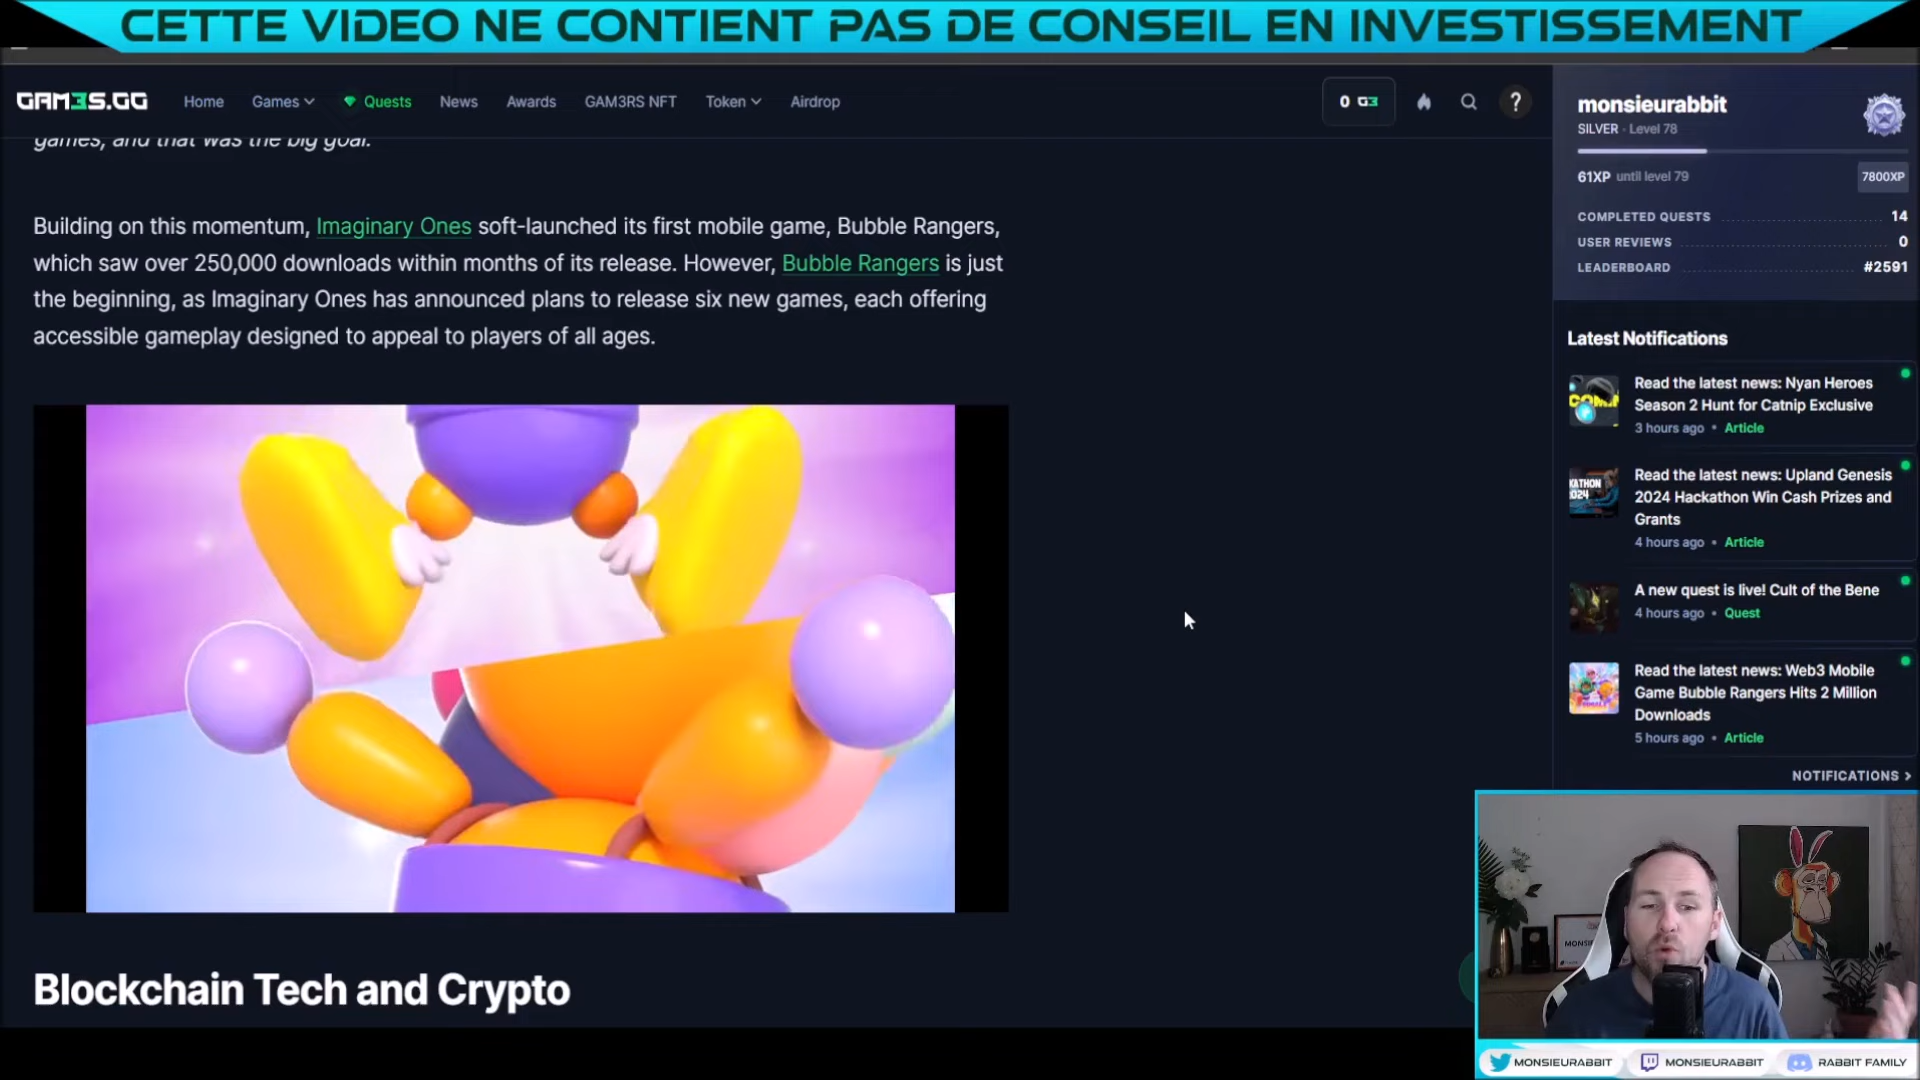 CETTE VIDEO NE CONTIENT PAS DE CONSEIL EN INVESTISSEMENT
GAM3S.GG
Home
Games
Quests
News
Awards
GAM3RS NFT
Token
Airdrop
0 G3
?
games, and that was the big goal.
Building on this momentum, Imaginary Ones soft-launched its first mobile game, Bubble Rangers,
which saw over 250,000 downloads within months of its release. However, Bubble Rangers is just
the beginning, as Imaginary Ones has announced plans to release six new games, each offering
accessible gameplay designed to appeal to players of all ages.
Blockchain Tech and Crypto
monsieurabbit
SILVER · Level 78
61XP until level 79
7800XP
COMPLETED QUESTS 14
USER REVIEWS 0
LEADERBOARD #2591
Latest Notifications
Read the latest news: Nyan Heroes
Season 2 Hunt for Catnip Exclusive
3 hours ago • Article
Read the latest news: Upland Genesis
2024 Hackathon Win Cash Prizes and
Grants
4 hours ago • Article
A new quest is live! Cult of the Bene
4 hours ago • Quest
Read the latest news: Web3 Mobile
Game Bubble Rangers Hits 2 Million
Downloads
5 hours ago • Article
NOTIFICATIONS
MONSIEURABBIT
MONSIEURABBIT
RABBIT FAMILY